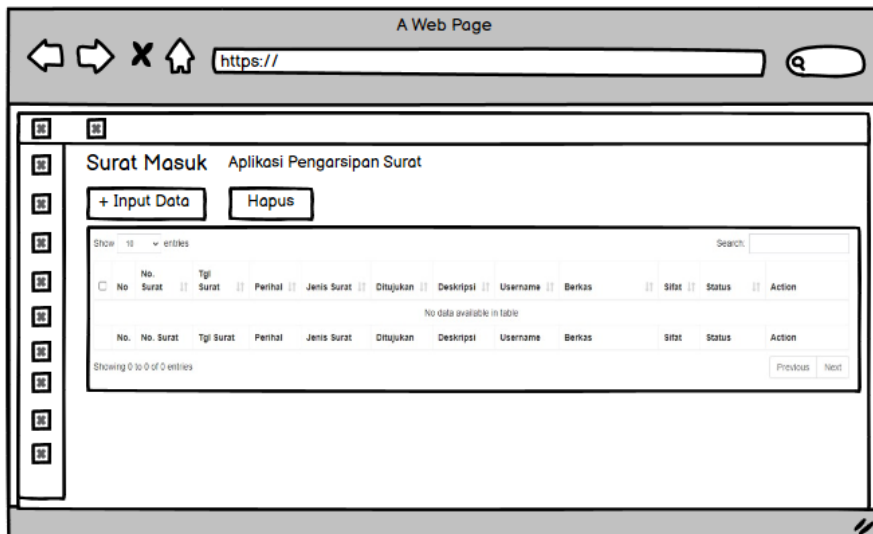 A Web Page
https://
Surat Masuk Aplikasi Pengarsipan Surat
+ Input Data Hapus
Show 10 entries Search:
No No. Surat Tgl Surat Perihal Jenis Surat Ditujukan Deskripsi Username Berkas Sifat Status Action
No data available in table
No. No. Surat Tgl Surat Perihal Jenis Surat Ditujukan Deskripsi Username Berkas Sifat Status Action
Showing 0 to 0 of 0 entries Previous Next